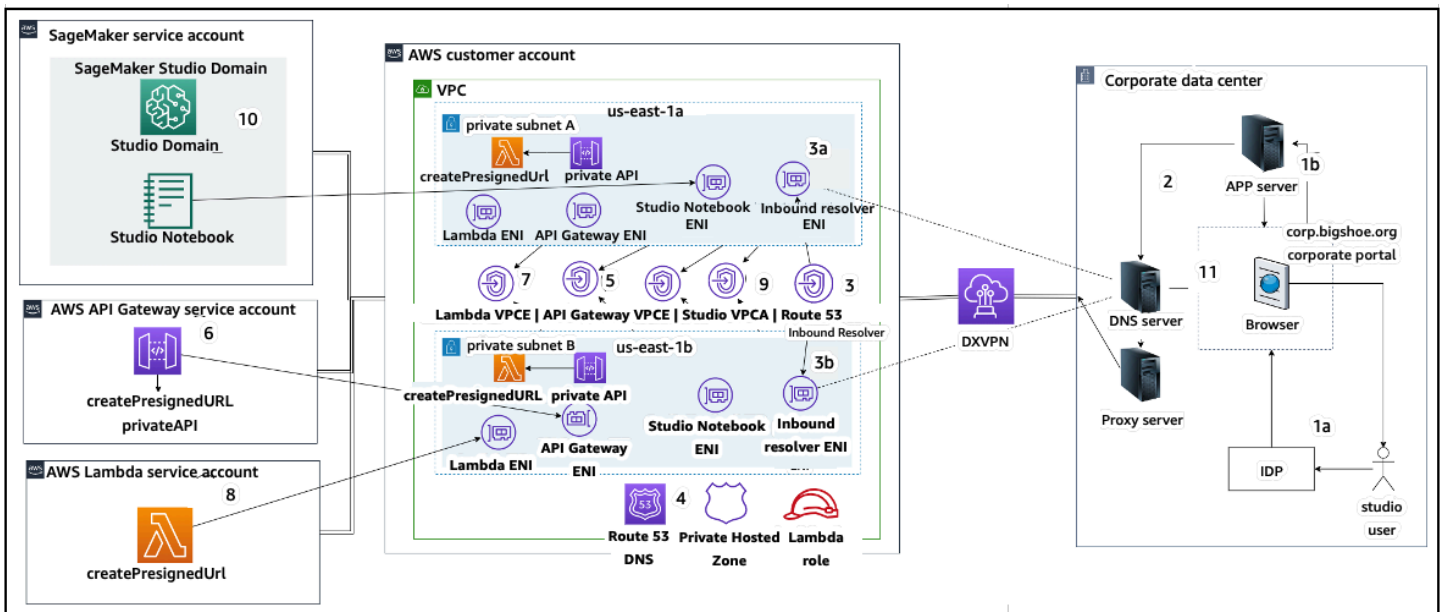 aws
SageMaker service account
SageMaker Studio Domain
10
Studio Domain
Studio Notebook
aws
AWS API Gateway service account
6
createPresignedURL
privateAPI
aws
AWS Lambda service account
8
createPresignedUrl
aws
AWS customer account
VPC
us-east-1a
private subnet A
createPresignedUrl
private API
3a
Studio Notebook
ENI
Inbound resolver
ENI
Lambda ENI
API Gateway ENI
7
5
9
3
Lambda VPCE | API Gateway VPCE | Studio VPCA | Route 53
Inbound Resolver
private subnet B
us-east-1b
createPresignedURL
private API
3b
Lambda ENI
API Gateway
ENI
Studio Notebook
ENI
Inbound
resolver ENI
53
4
Route 53
DNS
Private Hosted
Zone
Lambda
role
DXVPN
Corporate data center
2
1b
APP server
corp.bigshoe.org
corporate portal
11
DNS server
Browser
Proxy server
1a
IDP
studio
user